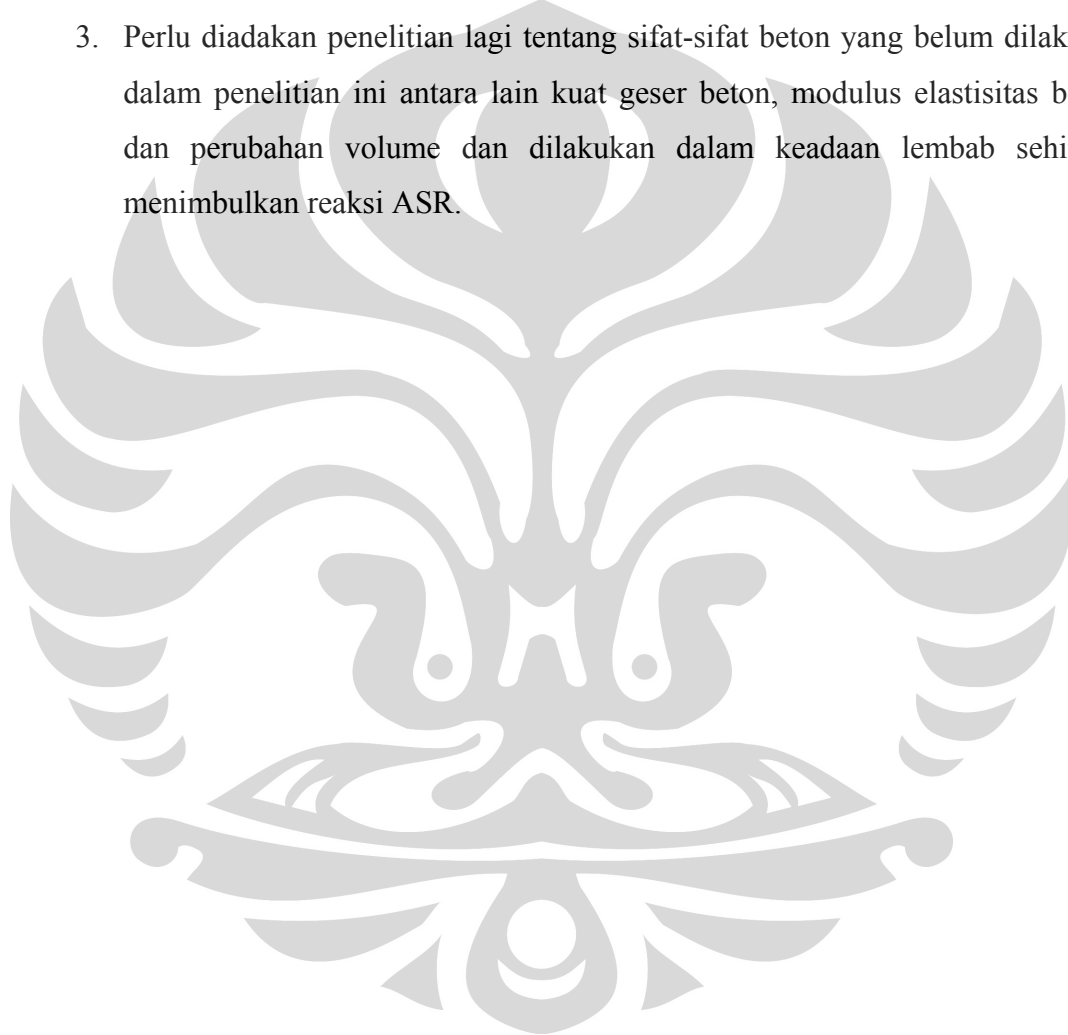 3. Perlu diadakan penelitian lagi tentang sifat-sifat beton yang belum dilak
dalam penelitian ini antara lain kuat geser beton, modulus elastisitas b
dan perubahan volume dan dilakukan dalam keadaan lembab sehi
menimbulkan reaksi ASR.